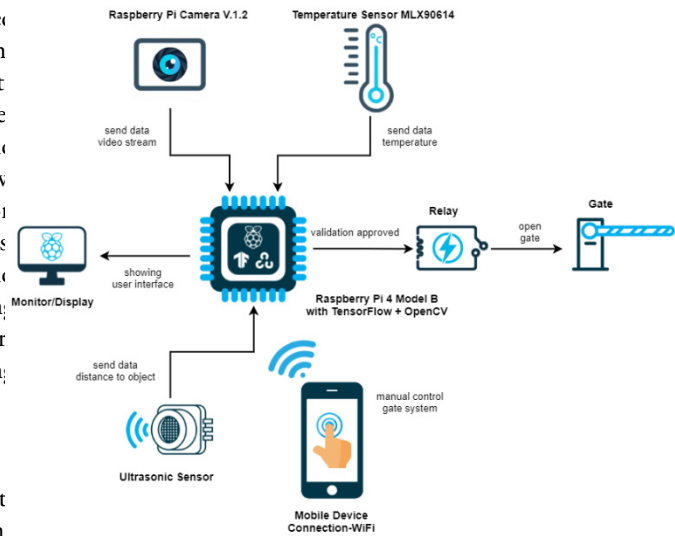 Raspberry Pi Camera V.1.2
Temperature Sensor MLX90614
°C
send data
video stream
send data
temperature
validation approved
Relay
open
gate
Gate
showing
user interface
Monitor/Display
Raspberry Pi 4 Model B
with TensorFlow + OpenCV
send data
distance to object
manual control
gate system
Ultrasonic Sensor
Mobile Device
Connection-WiFi